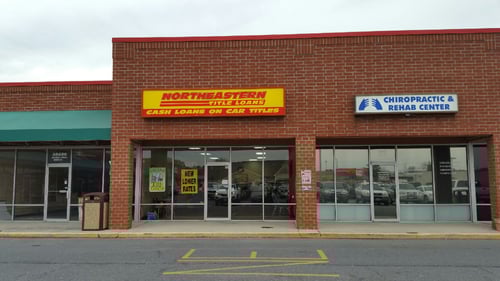 NORTHEASTERN
TITLE LOANS
CASH LOANS ON CAR TITLES
CHIROPRACTIC &
REHAB CENTER
NEW
LOWER
RATES